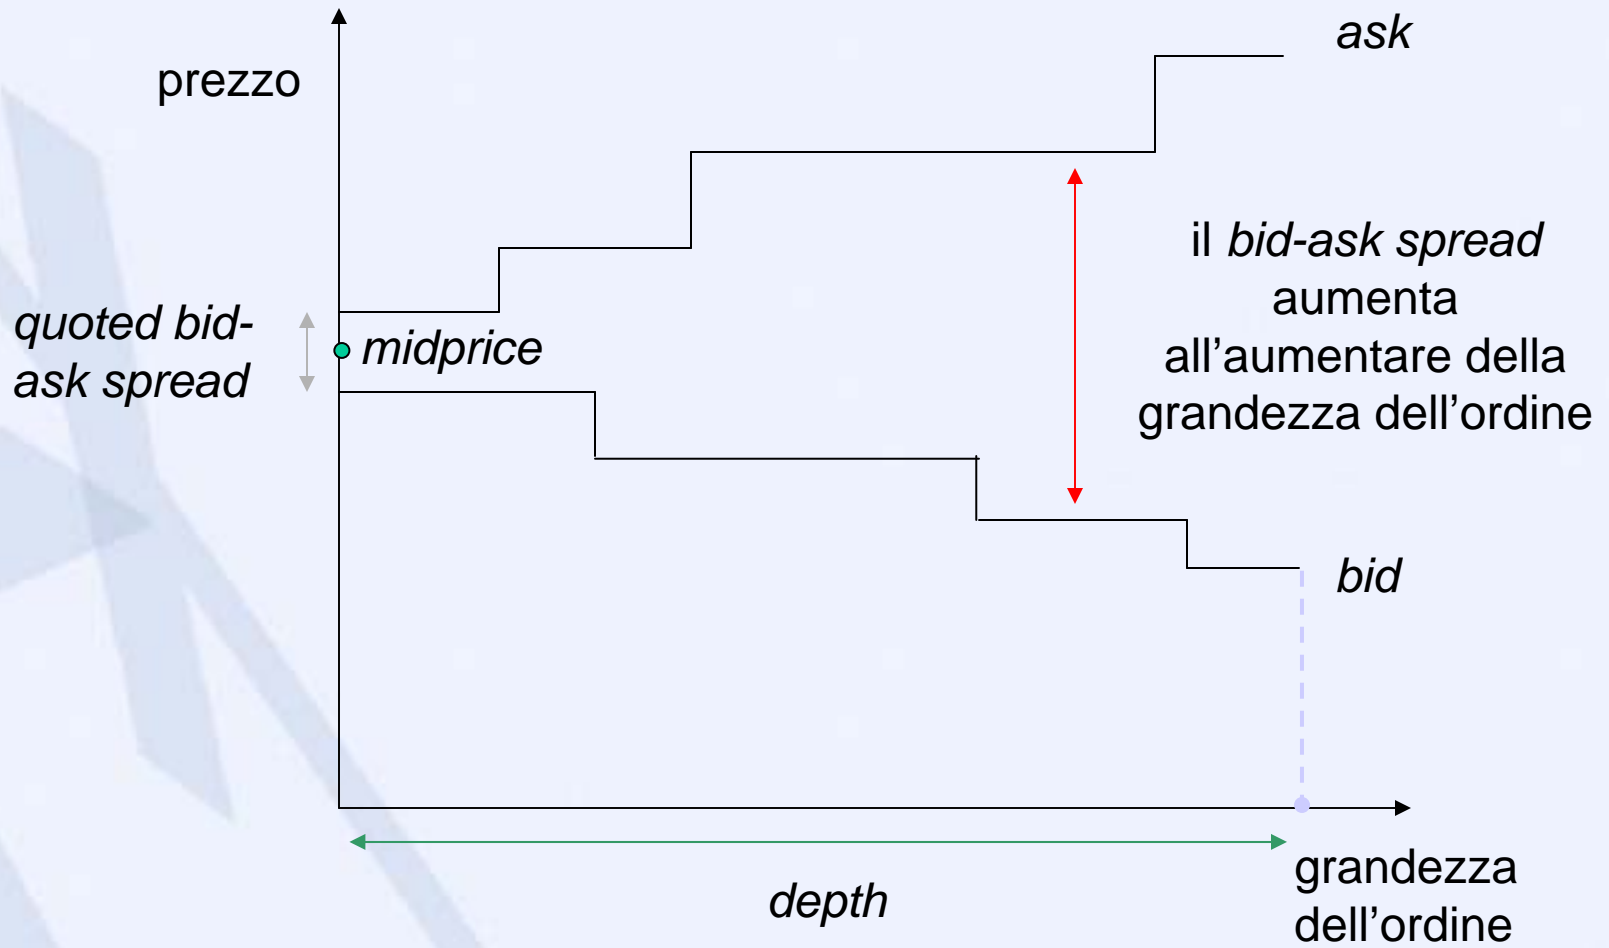 ask
prezzo
il bid-ask spread
aumenta
all’aumentare della
grandezza dell’ordine
quoted bid-
ask spread
midprice
bid
depth
grandezza
dell’ordine